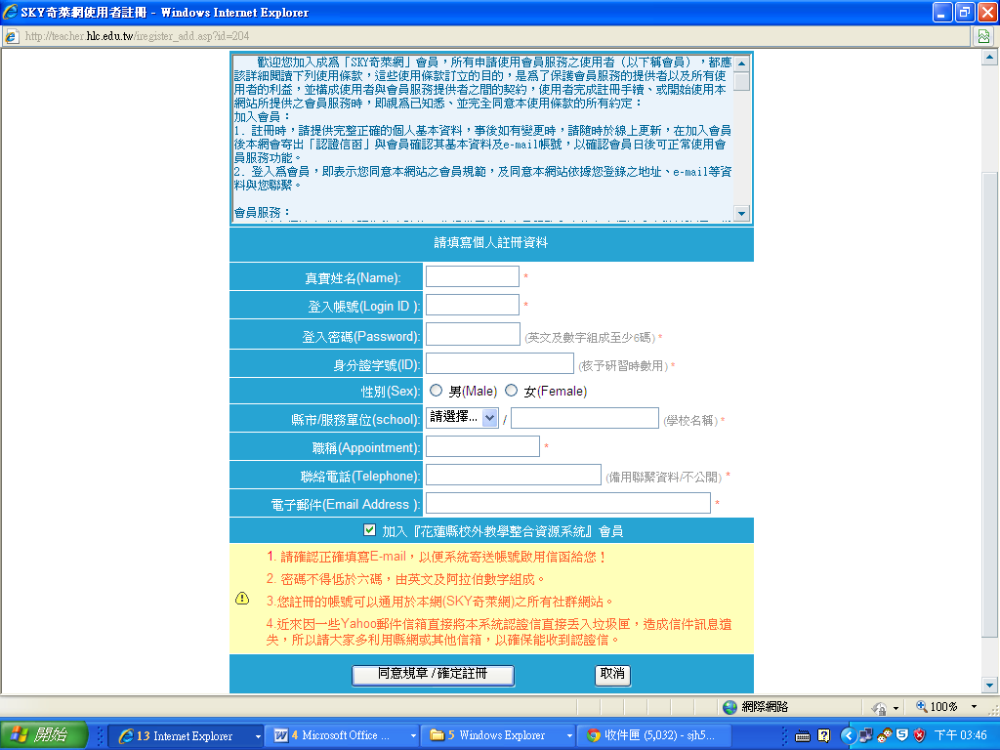 SKY奇萊網使用者註冊 - Windows Internet Explorer
http://teacher.hlc.edu.tw/iregister_add.asp?id=204
歡迎您加入成為「SKY奇萊網」會員，所有申請使用會員服務之使用者（以下稱會員），都應
該詳細閱讀下列使用條款，這些使用條款訂立的目的，是為了保護會員服務的提供者以及所有使
用者的利益，並構成使用者與會員服務提供者之間的契約，使用者完成註冊手續、或開始使用本
網站所提供之會員服務時，即視為已知悉、並完全同意本使用條款的所有約定：
加入會員：
1. 註冊時，請提供完整正確的個人基本資料，事後如有變更時，請隨時於線上更新，在加入會員
後本網會寄出「認證信函」與會員確認其基本資料及e-mail帳號，以確認會員日後可正常使用會
員服務功能。
2. 登入為會員，即表示您同意本網站之會員規範，及同意本網站依據您登錄之地址、e-mail等資
料與您聯繫。
會員服務：
請填寫個人註冊資料
真實姓名(Name): *
登入帳號(Login ID ): *
登入密碼(Password): (英文及數字組成至少6碼) *
身分證字號(ID): (核予研習時數用) *
性別(Sex): 男(Male) 女(Female)
縣市/服務單位(school): 請選擇... / (學校名稱) *
職稱(Appointment): *
聯絡電話(Telephone): (備用聯繫資料/不公開) *
電子郵件(Email Address ): *
加入『花蓮縣校外教學整合資源系統』會員
1. 請確認正確填寫E-mail，以便系統寄送帳號啟用信函給您！
2. 密碼不得低於六碼，由英文及阿拉伯數字組成。
3.您註冊的帳號可以通用於本網(SKY奇萊網)之所有社群網站。
4.近來因一些Yahoo郵件信箱直接將本系統認證信直接丟入垃圾匣，造成信件訊息遺
失，所以請大家多利用縣網或其他信箱，以確保能收到認證信。
同意規章 /確定註冊 取消
網際網路 100%
開始 13 Internet Explorer 4 Microsoft Office ... 5 Windows Explorer 收件匣 (5,032) - sjh5... 下午 03:46